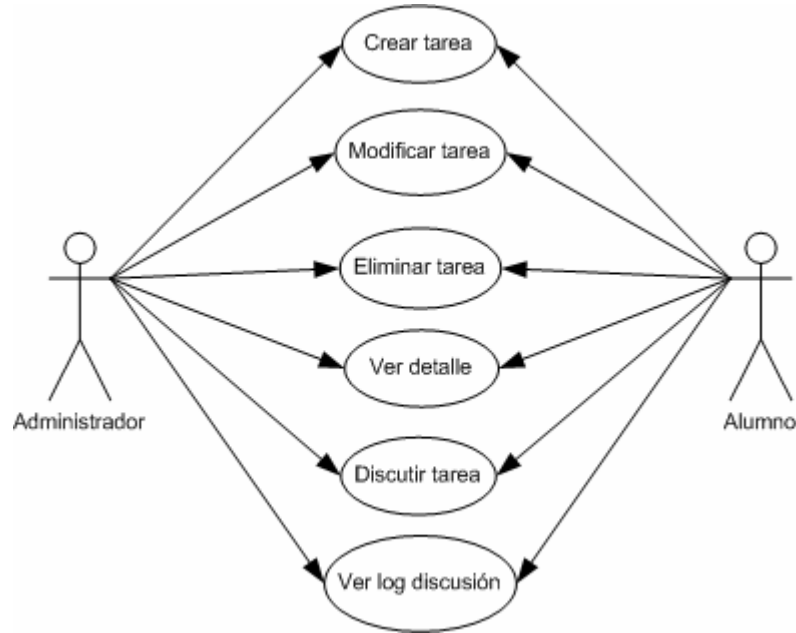 Crear tarea
Modificar tarea
Eliminar tarea
Ver detalle
Administrador
Alumno
Discutir tarea
Ver log discusión